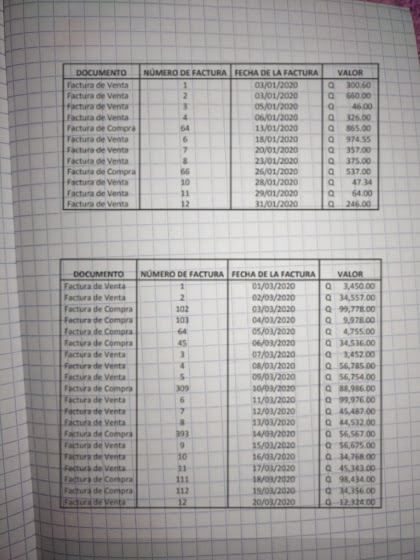 DOCUMENTO NÚMERO DE FACTURA FECHA DE LA FACTURA VALOR
Factura de Venta 1 03/01/2020 Q 300.60
Factura de Venta 2 03/01/2020 Q 660.00
Factura de Venta 3 05/01/2020 Q 46.00
Factura de Venta 4 06/01/2020 Q 326.00
Factura de Compra 64 13/01/2020 Q 865.00
Factura de Venta 6 18/01/2020 Q 974.55
Factura de Venta 7 20/01/2020 Q 357.00
Factura de Venta 8 23/01/2020 Q 375.00
Factura de Compra 66 26/01/2020 Q 537.00
Factura de Venta 10 28/01/2020 Q 47.34
Factura de Venta 11 29/01/2020 Q 64.00
Factura de Venta 12 31/01/2020 Q 246.00
DOCUMENTO NÚMERO DE FACTURA FECHA DE LA FACTURA VALOR
Factura de Venta 1 01/03/2020 Q 3,450.00
Factura de Venta 2 02/03/2020 Q 34,557.00
Factura de Compra 102 03/03/2020 Q 99,778.00
Factura de Compra 103 04/03/2020 Q 9,978.00
Factura de Compra 64 05/03/2020 Q 4,755.00
Factura de Compra 45 06/03/2020 Q 34,536.00
Factura de Venta 3 07/03/2020 Q 3,452.00
Factura de Venta 4 08/03/2020 Q 56,785.00
Factura de Venta 5 09/03/2020 Q 56,754.00
Factura de Compra 309 10/03/2020 Q 88,986.00
Factura de Venta 6 11/03/2020 Q 99,976.00
Factura de Venta 7 12/03/2020 Q 45,487.00
Factura de Venta 8 13/03/2020 Q 44,532.00
Factura de Compra 393 14/03/2020 Q 56,567.00
Factura de Venta 9 15/03/2020 Q 56,675.00
Factura de Venta 10 16/03/2020 Q 34,768.00
Factura de Venta 11 17/03/2020 Q 45,343.00
Factura de Compra 111 18/03/2020 Q 98,434.00
Factura de Compra 112 19/03/2020 Q 34,356.00
Factura de Venta 12 20/03/2020 Q 12,324.00